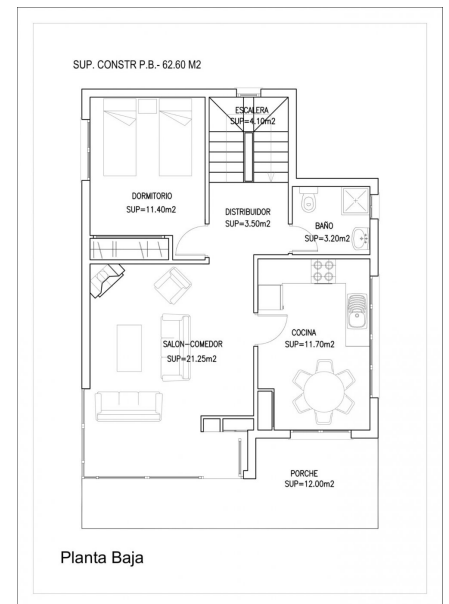 SUP. CONSTR P.B.- 62.60 M2
ESCALERA
SUP=4.10m2
DORMITORIO
SUP=11.40m2
DISTRIBUIDOR
SUP=3.50m2
BAÑO
SUP=3.20m2
SALON-COMEDOR
SUP=21.25m2
COCINA
SUP=11.70m2
PORCHE
SUP=12.00m2
Planta Baja